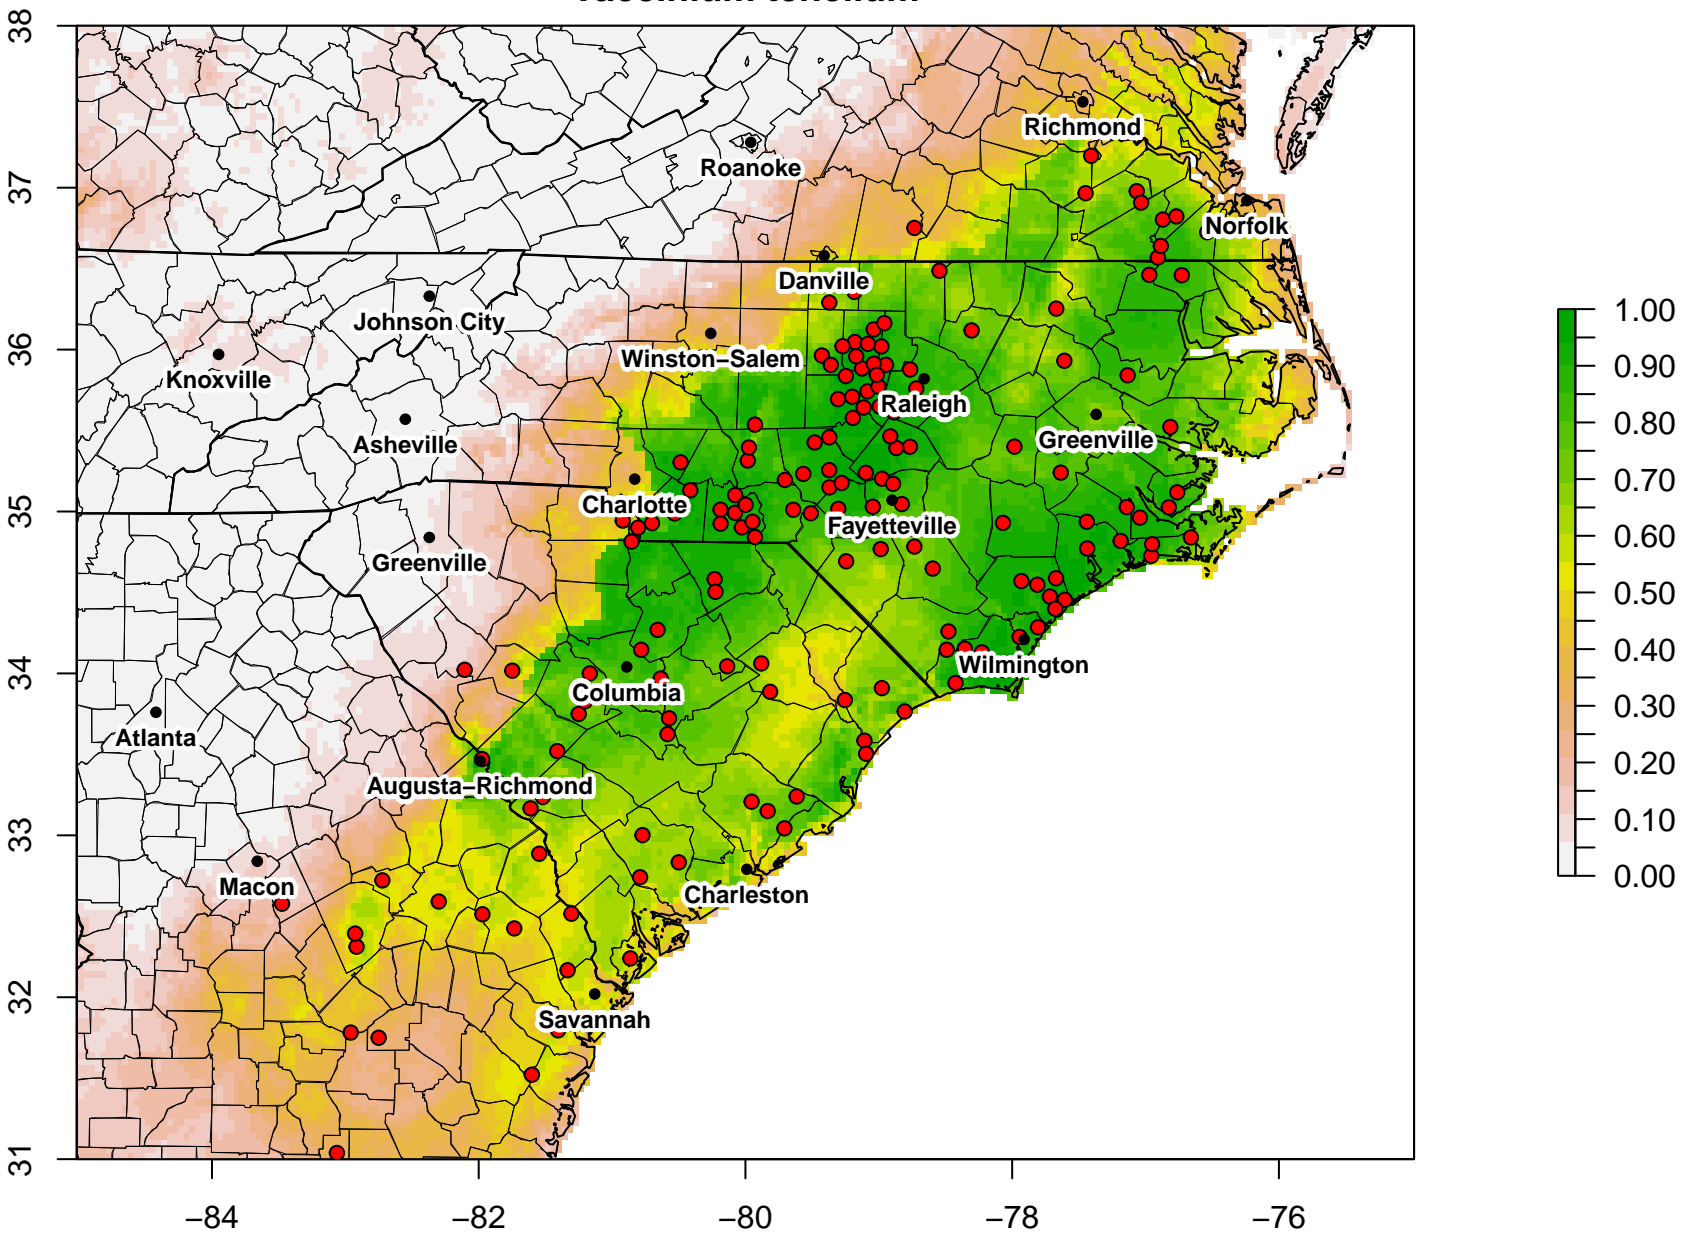 Vaccinium tenellum
38
37
36
35
34
33
32
31
Richmond
Roanoke
Norfolk
Danville
Johnson City
Winston–Salem
Knoxville
Raleigh
Asheville
Greenville
Charlotte
Fayetteville
Greenville
Wilmington
Columbia
Atlanta
Augusta–Richmond
Macon
Charleston
Savannah
−84
−82
−80
−78
−76
1.00
0.90
0.80
0.70
0.60
0.50
0.40
0.30
0.20
0.10
0.00